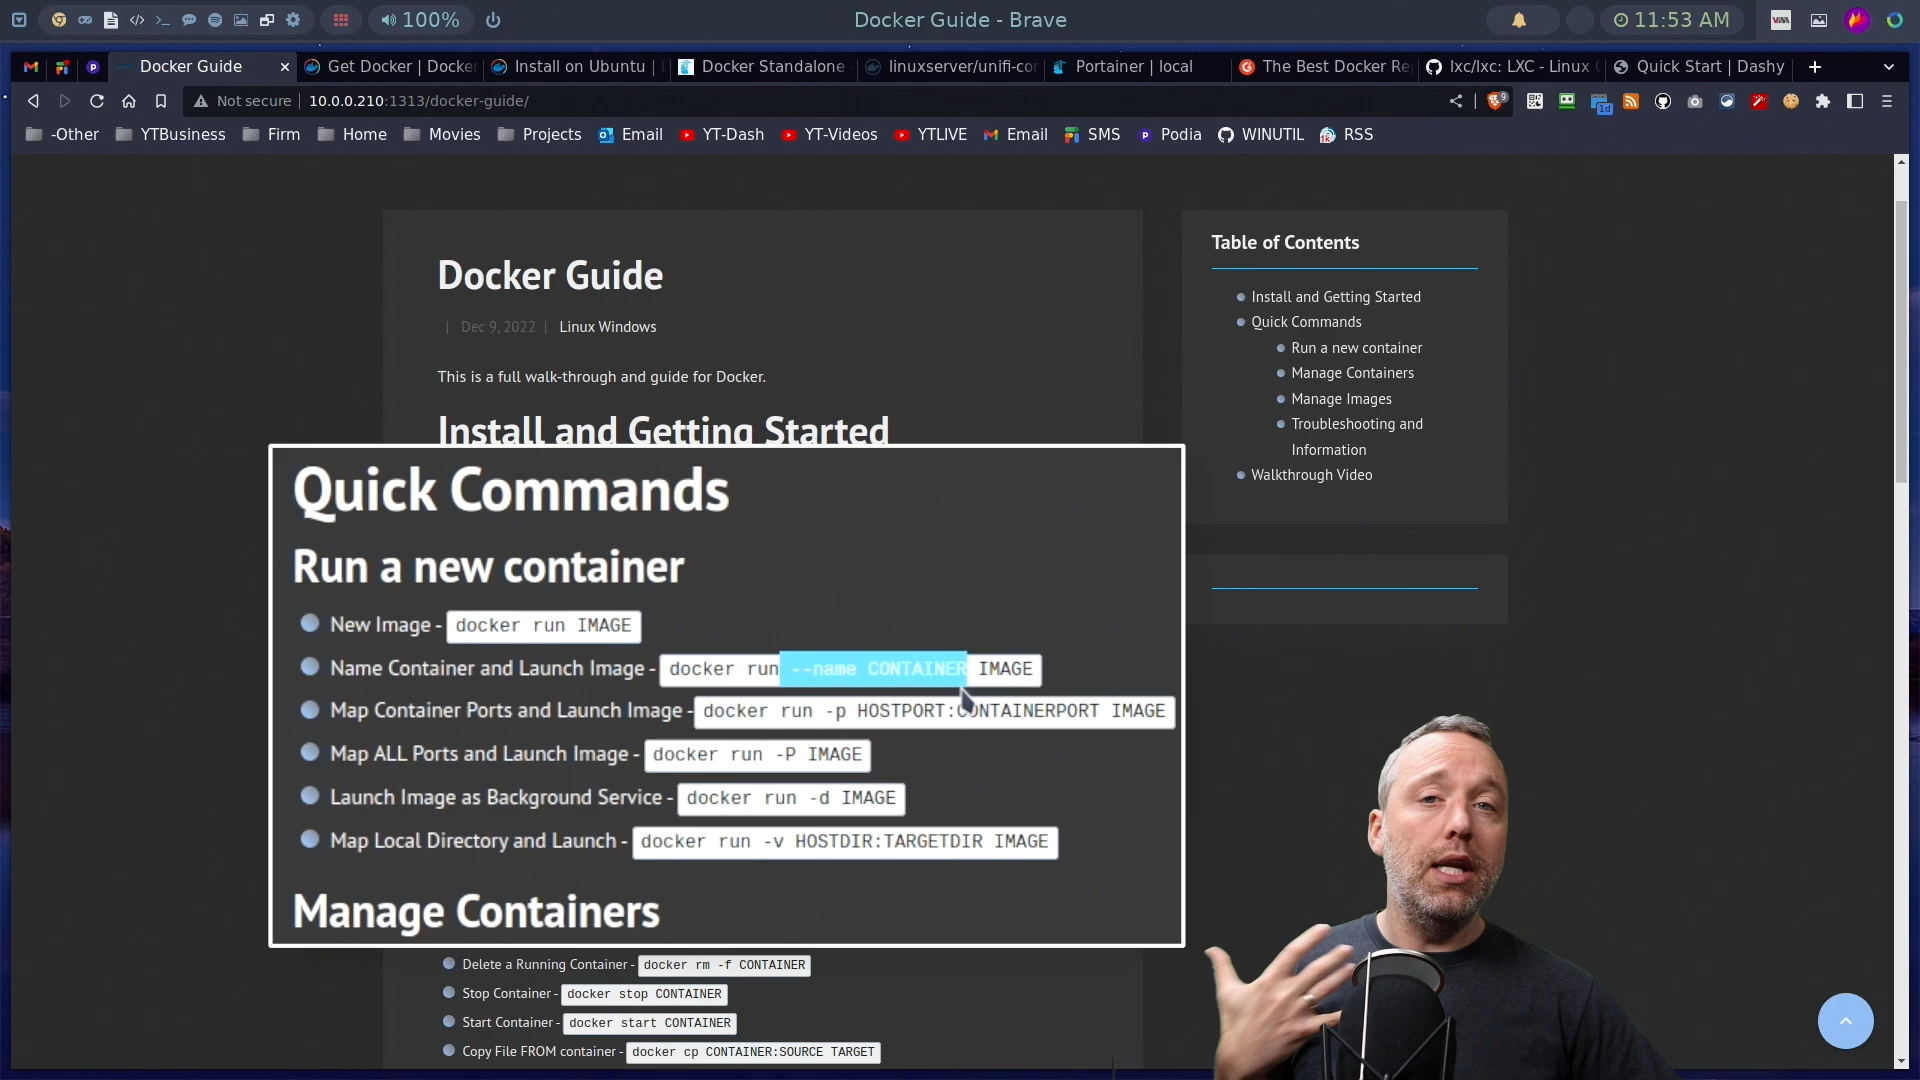 100%
Docker Guide - Brave
11:53 AM
Docker Guide
Get Docker | Docker
Install on Ubuntu |
Docker Standalone
linuxserver/unifi-con
Portainer | local
The Best Docker Re
lxc/lxc: LXC - Linux
Quick Start | Dashy
Not secure
10.0.0.210:1313/docker-guide/
9
1d
-Other
YTBusiness
Firm
Home
Movies
Projects
Email
YT-Dash
YT-Videos
YTLIVE
Email
SMS
Podia
WINUTIL
RSS
Docker Guide
| Dec 9, 2022 | Linux Windows
This is a full walk-through and guide for Docker.
Install and Getting Started
Quick Commands
Run a new container
New Image - docker run IMAGE
Name Container and Launch Image - docker run --name CONTAINER IMAGE
Map Container Ports and Launch Image - docker run -p HOSTPORT:CONTAINERPORT IMAGE
Map ALL Ports and Launch Image - docker run -P IMAGE
Launch Image as Background Service - docker run -d IMAGE
Map Local Directory and Launch - docker run -v HOSTDIR:TARGETDIR IMAGE
Manage Containers
Delete a Running Container - docker rm -f CONTAINER
Stop Container - docker stop CONTAINER
Start Container - docker start CONTAINER
Copy File FROM container - docker cp CONTAINER:SOURCE TARGET
Table of Contents
Install and Getting Started
Quick Commands
Run a new container
Manage Containers
Manage Images
Troubleshooting and
Information
Walkthrough Video